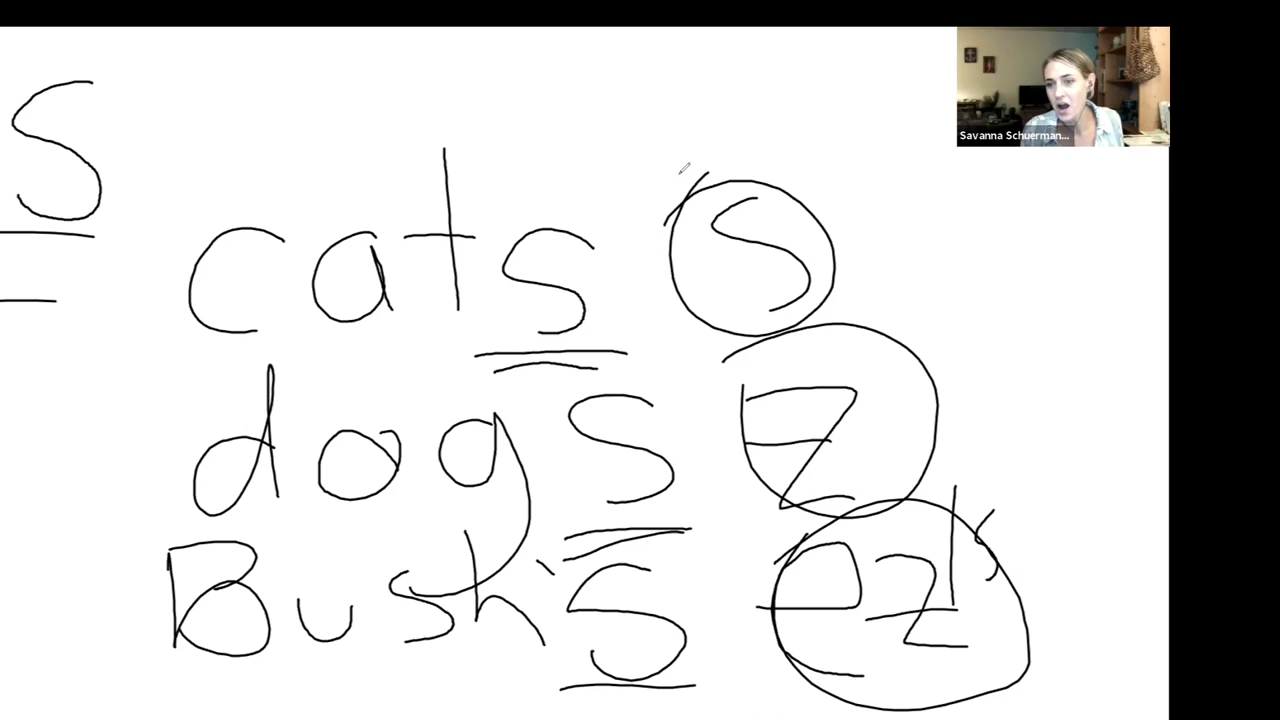 Savanna Schuerman...
S
cats S
dogs Z
Bush's ez's